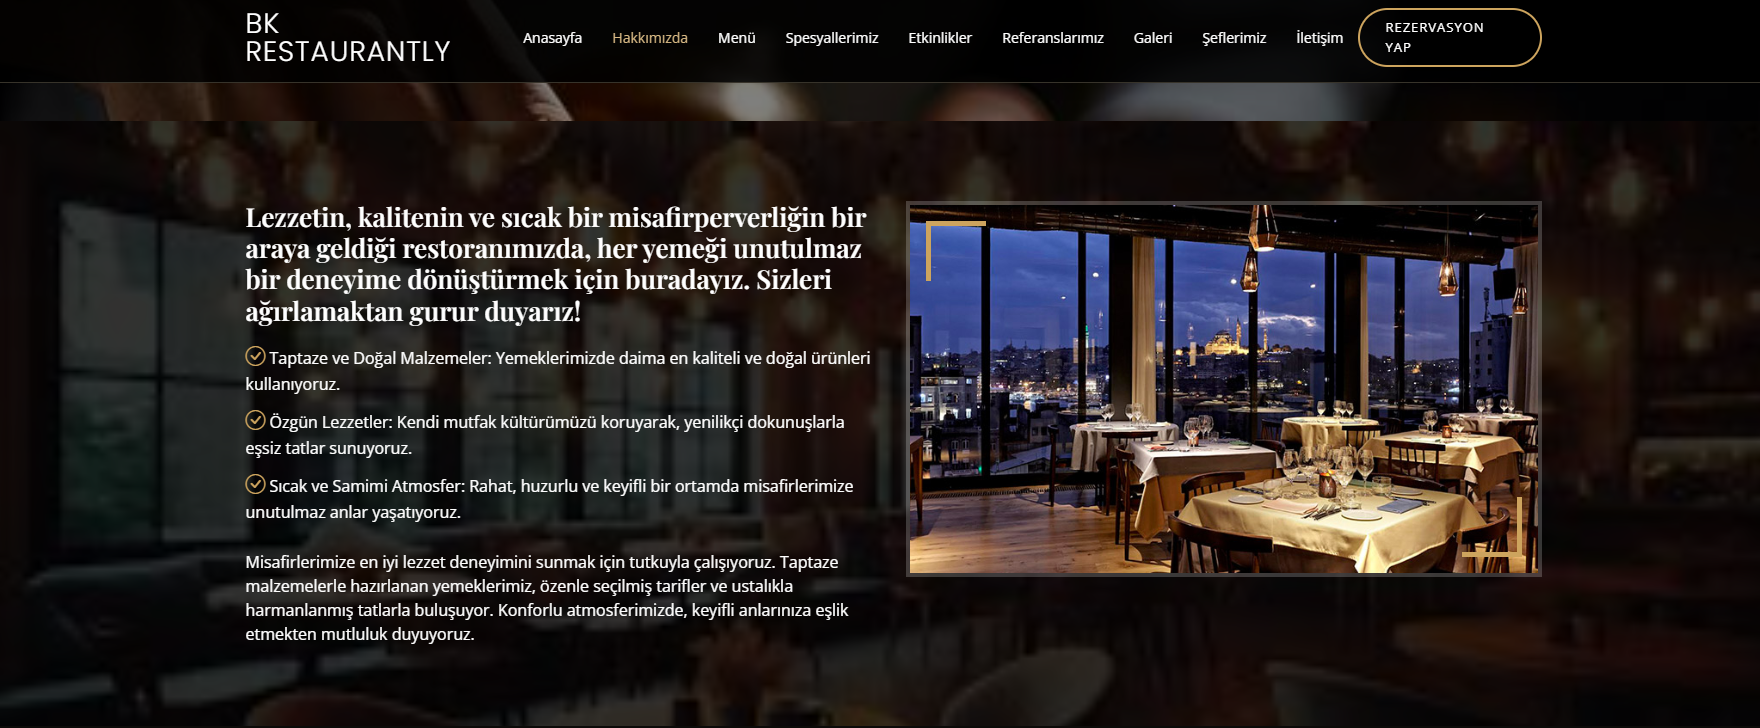 BK
RESTAURANTLY
Anasayfa Hakkımızda Menü Spesyallerimiz Etkinlikler Referanslarımız Galeri Şeflerimiz İletişim
REZERVASYON
YAP
Lezzetin, kalitenin ve sıcak bir misafirperverliğin bir
araya geldiği restoranımızda, her yemeği unutulmaz
bir deneyime dönüştürmek için buradayız. Sizleri
ağırlamaktan gurur duyarız!
Taptaze ve Doğal Malzemeler: Yemeklerimizde daima en kaliteli ve doğal ürünleri
kullanıyoruz.
Özgün Lezzetler: Kendi mutfak kültürümüzü koruyarak, yenilikçi dokunuşlarla
eşsiz tatlar sunuyoruz.
Sıcak ve Samimi Atmosfer: Rahat, huzurlu ve keyifli bir ortamda misafirlerimize
unutulmaz anlar yaşatıyoruz.
Misafirlerimize en iyi lezzet deneyimini sunmak için tutkuyla çalışıyoruz. Taptaze
malzemelerle hazırlanan yemeklerimiz, özenle seçilmiş tarifler ve ustalıkla
harmanlanmış tatlarla buluşuyor. Konforlu atmosferimizde, keyifli anlarınıza eşlik
etmekten mutluluk duyuyoruz.